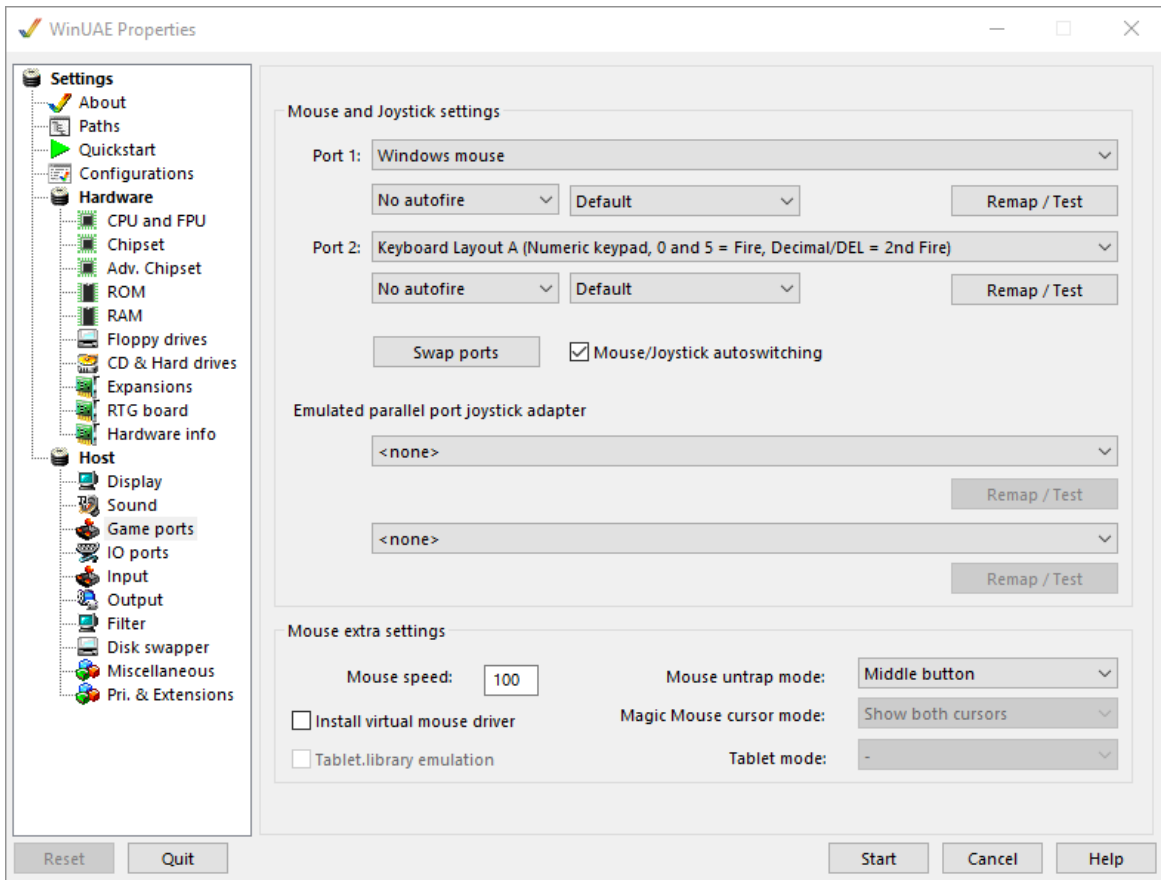 WinUAE Properties
Settings
About
Paths
Quickstart
Configurations
Hardware
CPU and FPU
Chipset
Adv. Chipset
ROM
RAM
Floppy drives
CD & Hard drives
Expansions
RTG board
Hardware info
Host
Display
Sound
Game ports
IO ports
Input
Output
Filter
Disk swapper
Miscellaneous
Pri. & Extensions
Mouse and Joystick settings
Port 1: Windows mouse
No autofire Default Remap / Test
Port 2: Keyboard Layout A (Numeric keypad, 0 and 5 = Fire, Decimal/DEL = 2nd Fire)
No autofire Default Remap / Test
Swap ports Mouse/Joystick autoswitching
Emulated parallel port joystick adapter
<none>
Remap / Test
<none>
Remap / Test
Mouse extra settings
Mouse speed: 100 Mouse untrap mode: Middle button
Install virtual mouse driver Magic Mouse cursor mode: Show both cursors
Tablet.library emulation Tablet mode: -
Reset Quit Start Cancel Help